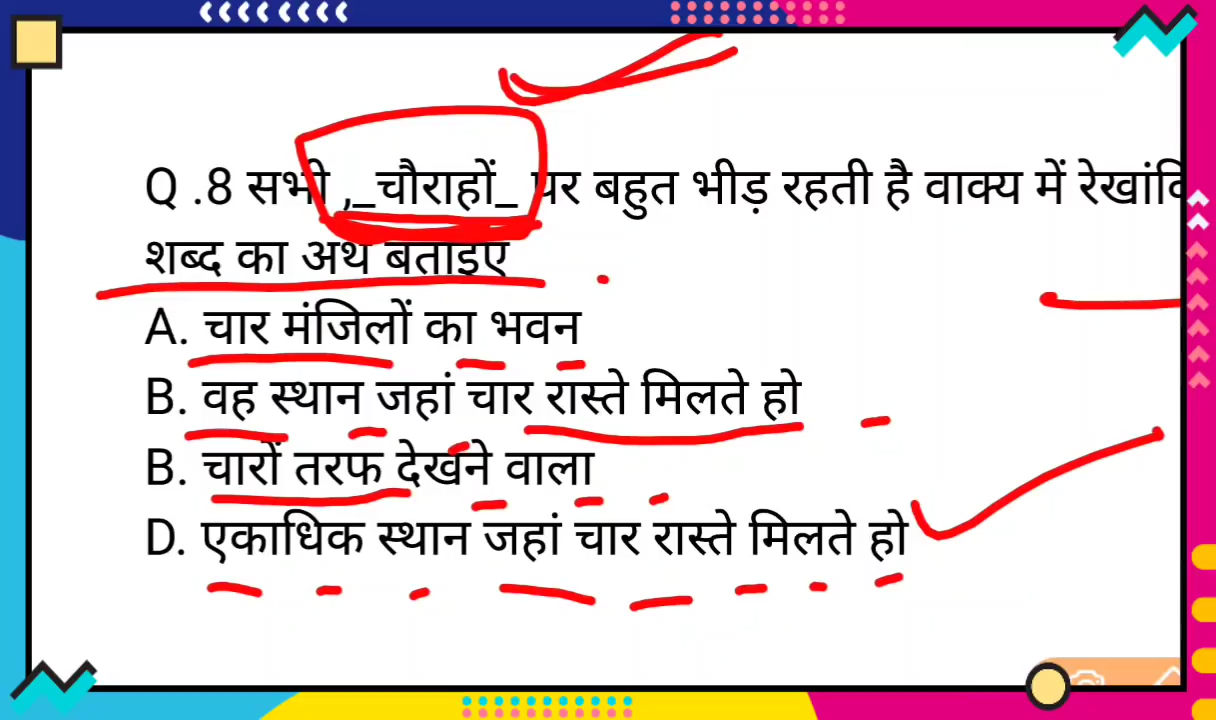 Q .8 सभी ,_चौराहों_ पर बहुत भीड़ रहती है वाक्य में
शब्द का अर्थ बताइए
A. चार मंजिलों का भवन
B. वह स्थान जहां चार रास्ते मिलते हो
B. चारों तरफ देखने वाला
D. एकाधिक स्थान जहां चार रास्ते मिलते हो